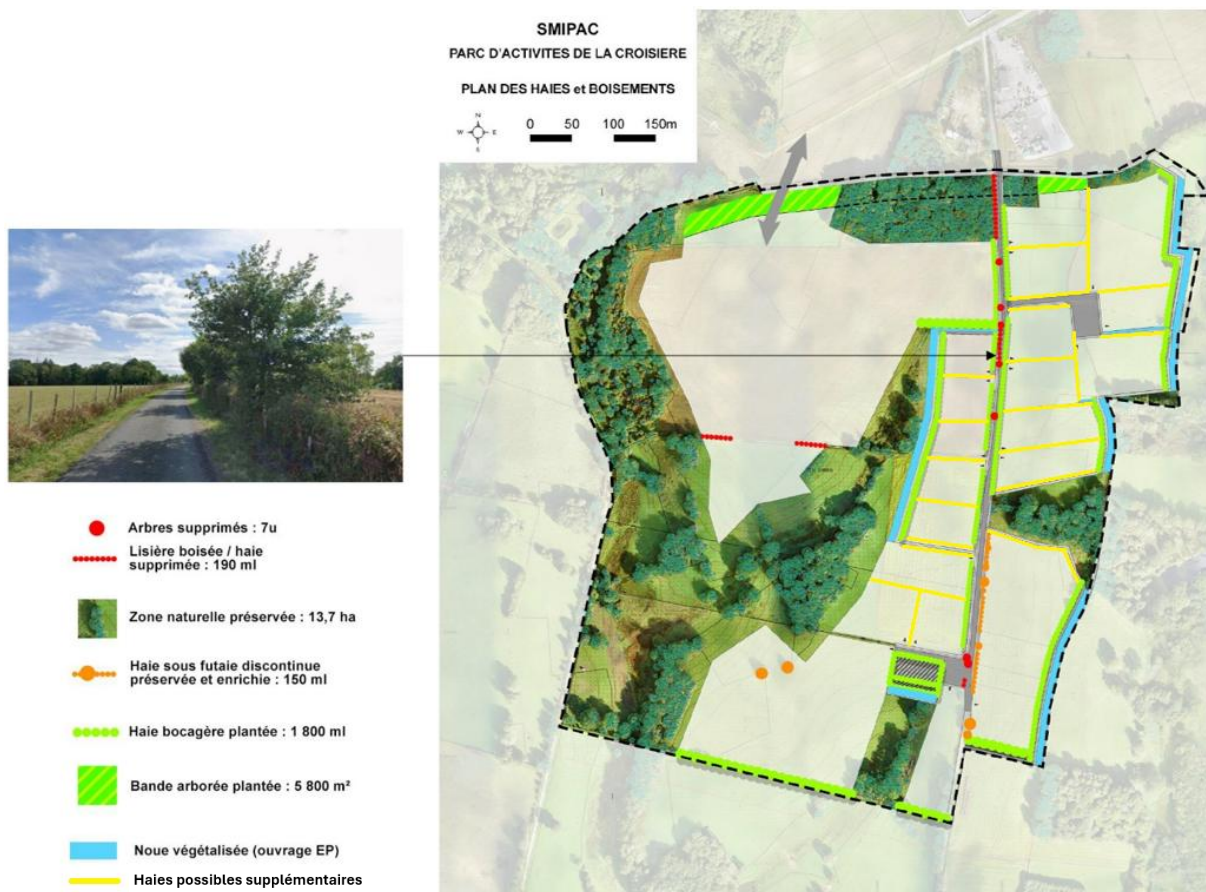 SMIPAC
PARC D'ACTIVITES DE LA CROISIERE
PLAN DES HAIES et BOISEMENTS
N
W E
S
0 50 100 150m
Arbres supprimés : 7u
Lisière boisée / haie
supprimée : 190 ml
Zone naturelle préservée : 13,7 ha
Haie sous futaie discontinue
préservée et enrichie : 150 ml
Haie bocagère plantée : 1 800 ml
Bande arborée plantée : 5 800 m²
Noue végétalisée (ouvrage EP)
Haies possibles supplémentaires